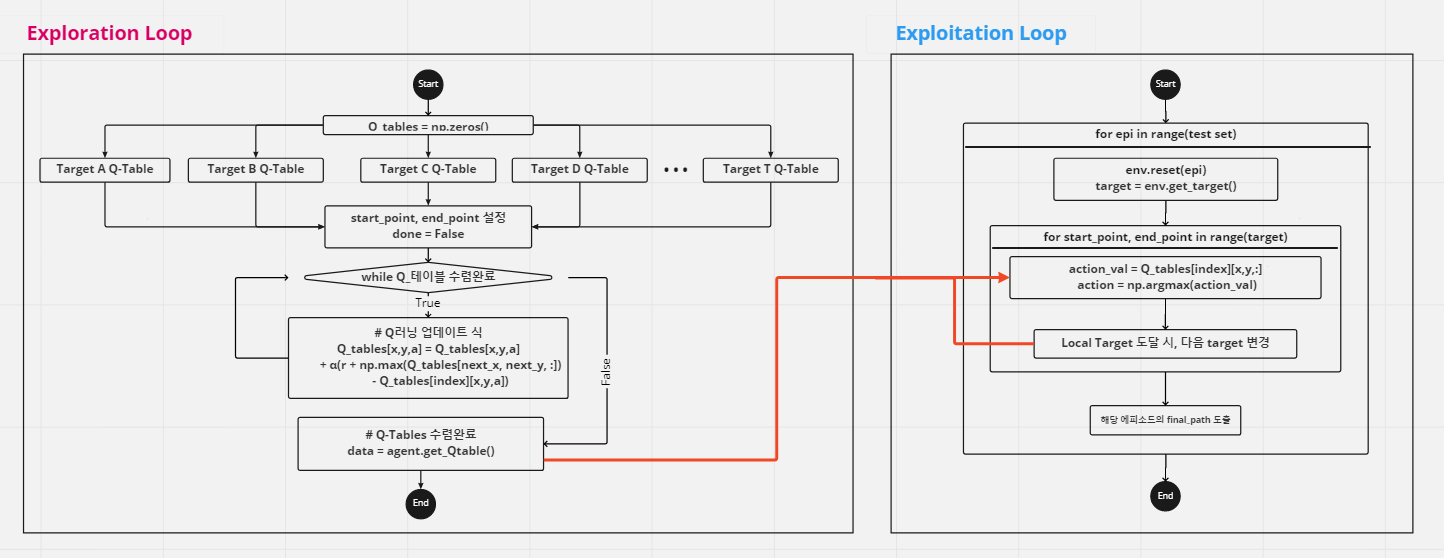 Exploration Loop
Start
Q_tables = np.zeros()
Target A Q-Table
Target B Q-Table
Target C Q-Table
Target D Q-Table
• • •
Target T Q-Table
start_point, end_point 설정
done = False
while Q_테이블 수렴완료
True
# Q러닝 업데이트 식
Q_tables[x,y,a] = Q_tables[x,y,a]
+ α(r + np.max(Q_tables[next_x, next_y, :])
- Q_tables[index][x,y,a])
False
# Q-Tables 수렴완료
data = agent.get_Qtable()
End
Exploitation Loop
Start
for epi in range(test set)
env.reset(epi)
target = env.get_target()
for start_point, end_point in range(target)
action_val = Q_tables[index][x,y,:]
action = np.argmax(action_val)
Local Target 도달 시, 다음 target 변경
해당 에피소드의 final_path 도출
End